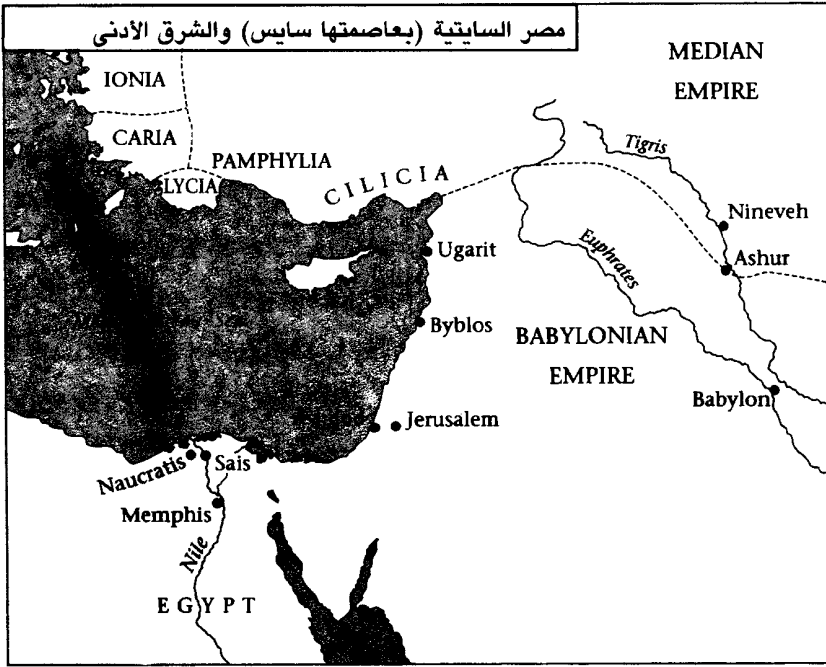 مصر السايتية (بعاصمتها سايس) والشرق الأدنى
MEDIAN
EMPIRE
IONIA
CARIA
PAMPHYLIA
LYCIA
CILICIA
Tigris
Nineveh
Ugarit
Ashur
Euphrates
Byblos
BABYLONIAN
EMPIRE
Babylon
Jerusalem
Naucratis
Sais
Memphis
Nile
EGYPT